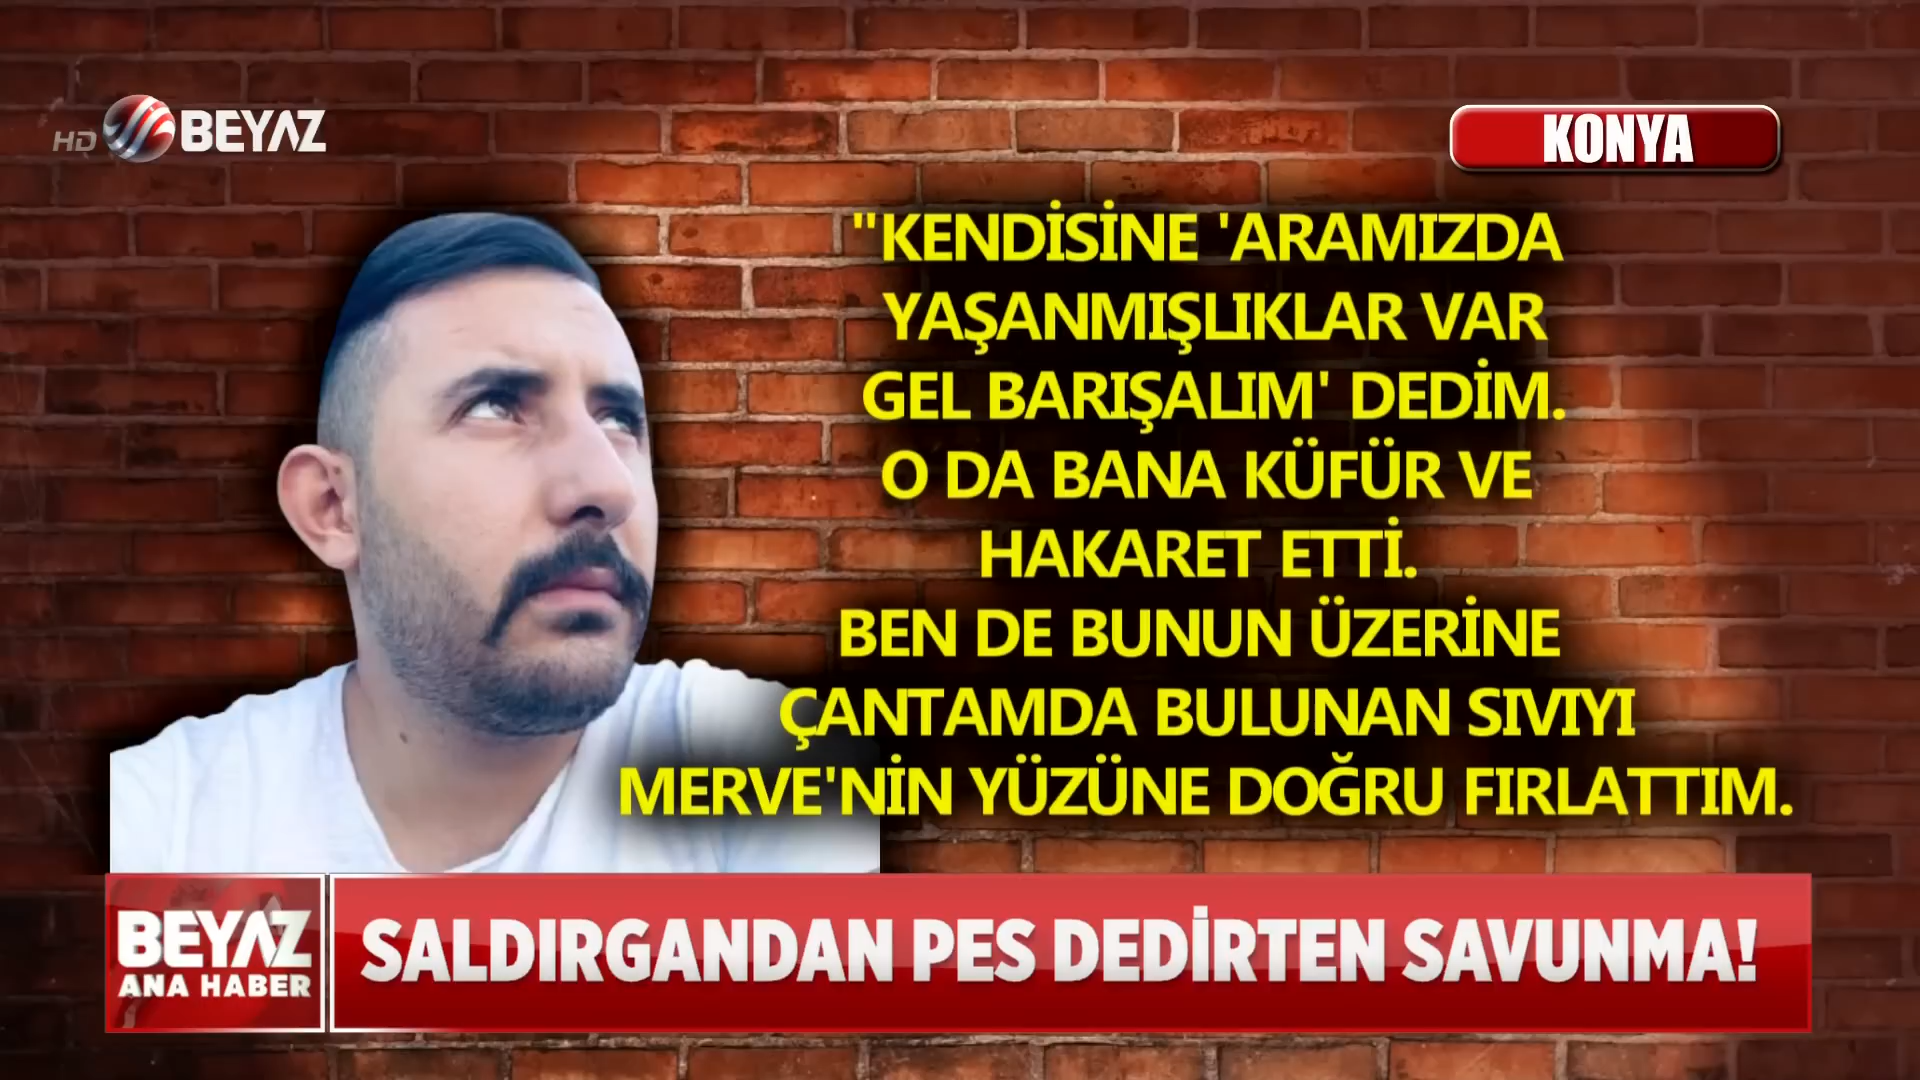 HD BEYAZ
KONYA
"KENDİSİNE 'ARAMIZDA
YAŞANMIŞLIKLAR VAR
GEL BARIŞALIM' DEDİM.
O DA BANA KÜFÜR VE
HAKARET ETTİ.
BEN DE BUNUN ÜZERİNE
ÇANTAMDA BULUNAN SIVIYI
MERVE'NİN YÜZÜNE DOĞRU FIRLATTIM.
BEYAZ
ANA HABER
SALDIRGANDAN PES DEDİRTEN SAVUNMA!